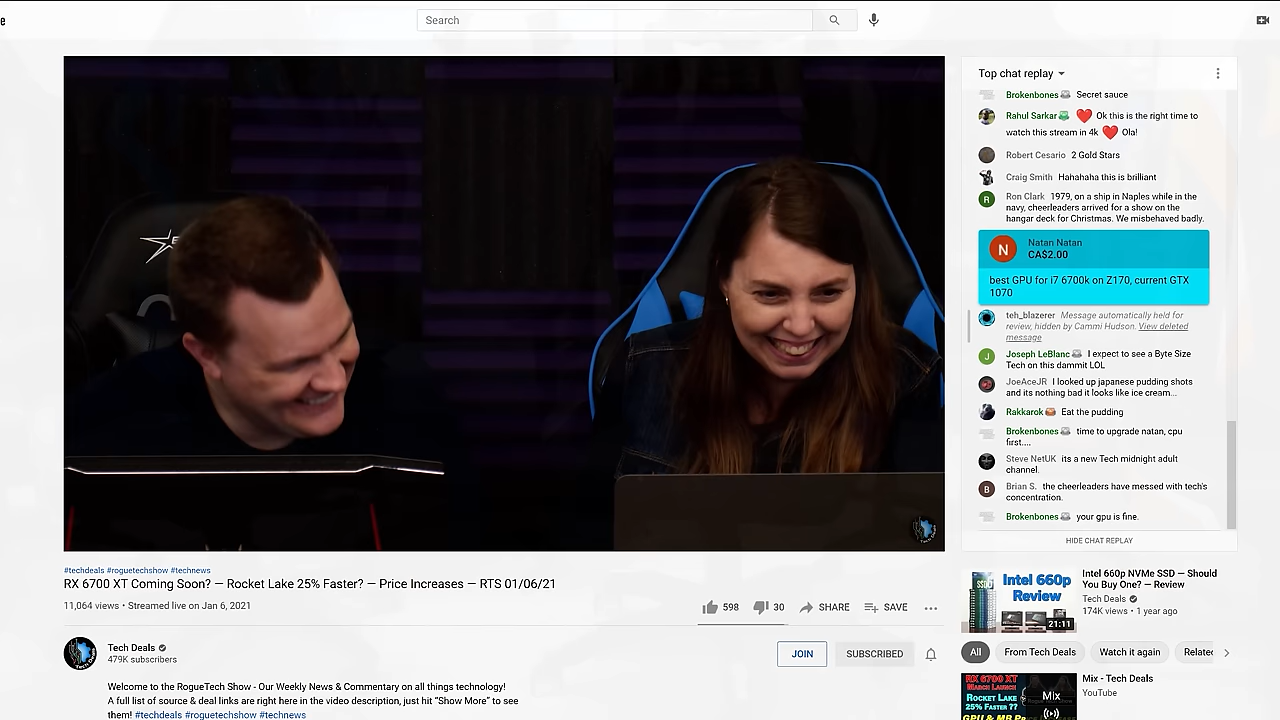 e
Search
Top chat replay
Brokenbones Secret sauce
Rahul Sarkar ❤️ Ok this is the right time to
watch this stream in 4k ❤️ Ola!
Robert Cesario 2 Gold Stars
Craig Smith Hahahaha this is brilliant
Ron Clark 1979, on a ship in Naples while in the
navy, cheerleaders arrived for a show on the
hangar deck for Christmas. We misbehaved badly.
N
Natan Natan
CA$2.00
best GPU for i7 6700k on Z170, current GTX
1070
teh_blazerer Message automatically held for
review, hidden by Cammi Hudson. View deleted
message
Joseph LeBlanc I expect to see a Byte Size
Tech on this dammit LOL
JoeAceJR I looked up japanese pudding shots
and its nothing bad it looks like ice cream...
Rakkarok Eat the pudding
Brokenbones time to upgrade natan, cpu
first....
Steve NetUK its a new Tech midnight adult
channel.
Brian S. the cheerleaders have messed with tech's
concentration.
Brokenbones your gpu is fine.
HIDE CHAT REPLAY
#techdeals #roguetechshow #technews
RX 6700 XT Coming Soon? — Rocket Lake 25% Faster? — Price Increases — RTS 01/06/21
11,064 views • Streamed live on Jan 6, 2021
598
30
SHARE
SAVE
Tech Deals
479K subscribers
JOIN
SUBSCRIBED
Welcome to the RogueTech Show - Our Weekly News & Commentary on all things technology!
A full list of source & deal links are right here in the video description, just hit "Show More" to see
them! #techdeals #roguetechshow #technews
Intel 660p
Review
21:11
Intel 660p NVMe SSD — Should
You Buy One? — Review
Tech Deals
174K views • 1 year ago
All
From Tech Deals
Watch it again
Related
RX 6700 XT
March Launch
Rocket Lake
25% Faster ??
Mix
Mix - Tech Deals
YouTube